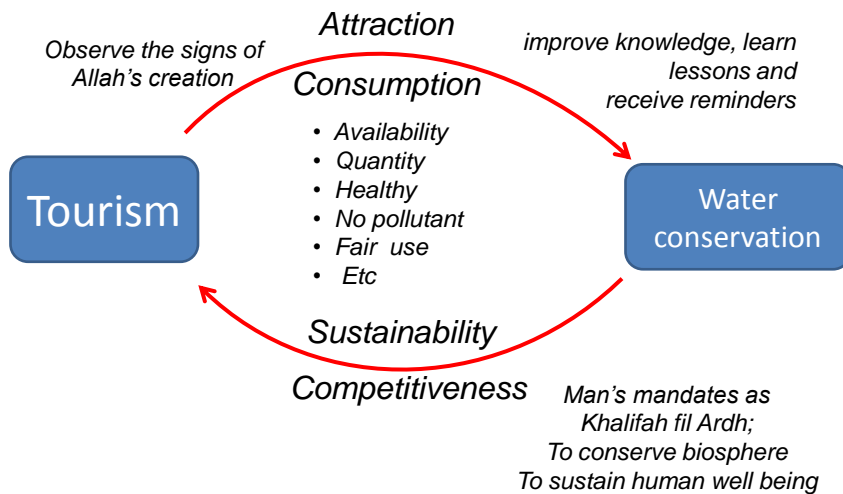 Attraction
Observe the signs of
Allah's creation
improve knowledge, learn
lessons and
receive reminders
Consumption
• Availability
• Quantity
• Healthy
• No pollutant
• Fair use
• Etc
Tourism
Water
conservation
Sustainability
Competitiveness
Man's mandates as
Khalifah fil Ardh;
To conserve biosphere
To sustain human well being